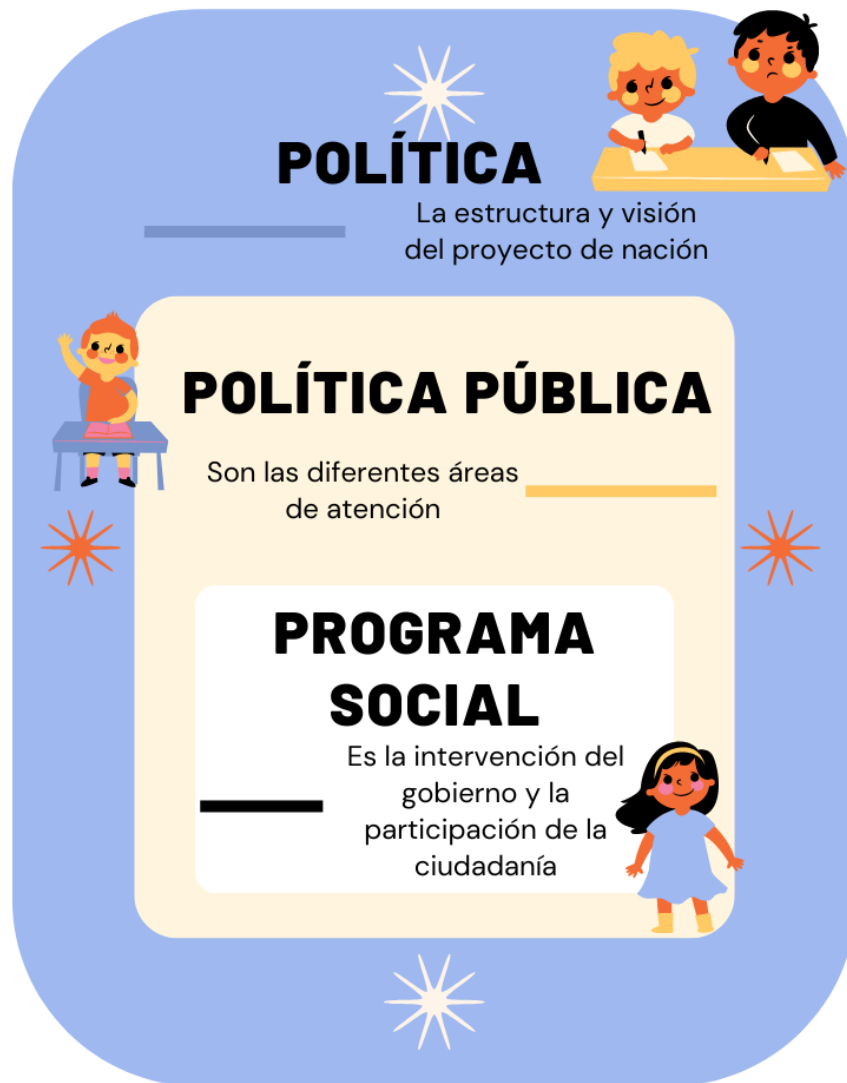 POLÍTICA
La estructura y visión
del proyecto de nación
POLÍTICA PÚBLICA
Son las diferentes áreas
de atención
PROGRAMA
SOCIAL
Es la intervención del
gobierno y la
participación de la
ciudadanía